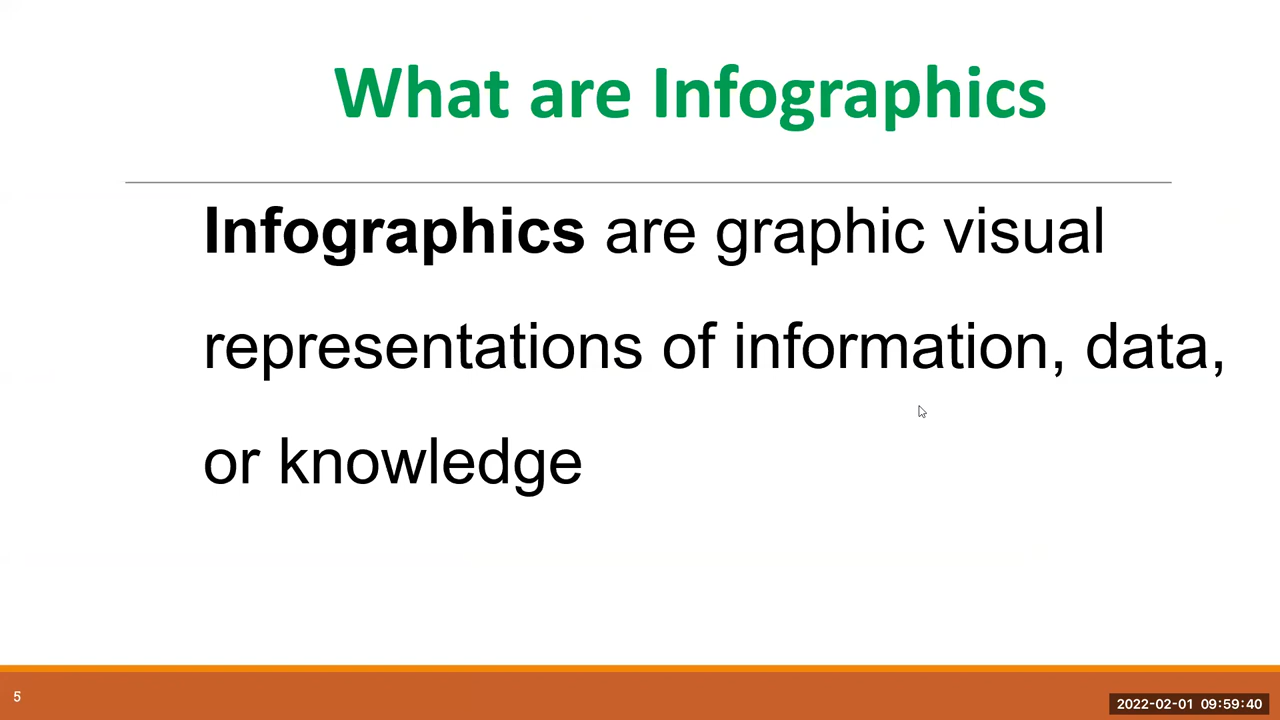 What are Infographics
Infographics are graphic visual
representations of information, data,
or knowledge
5
2022-02-01 09:59:40